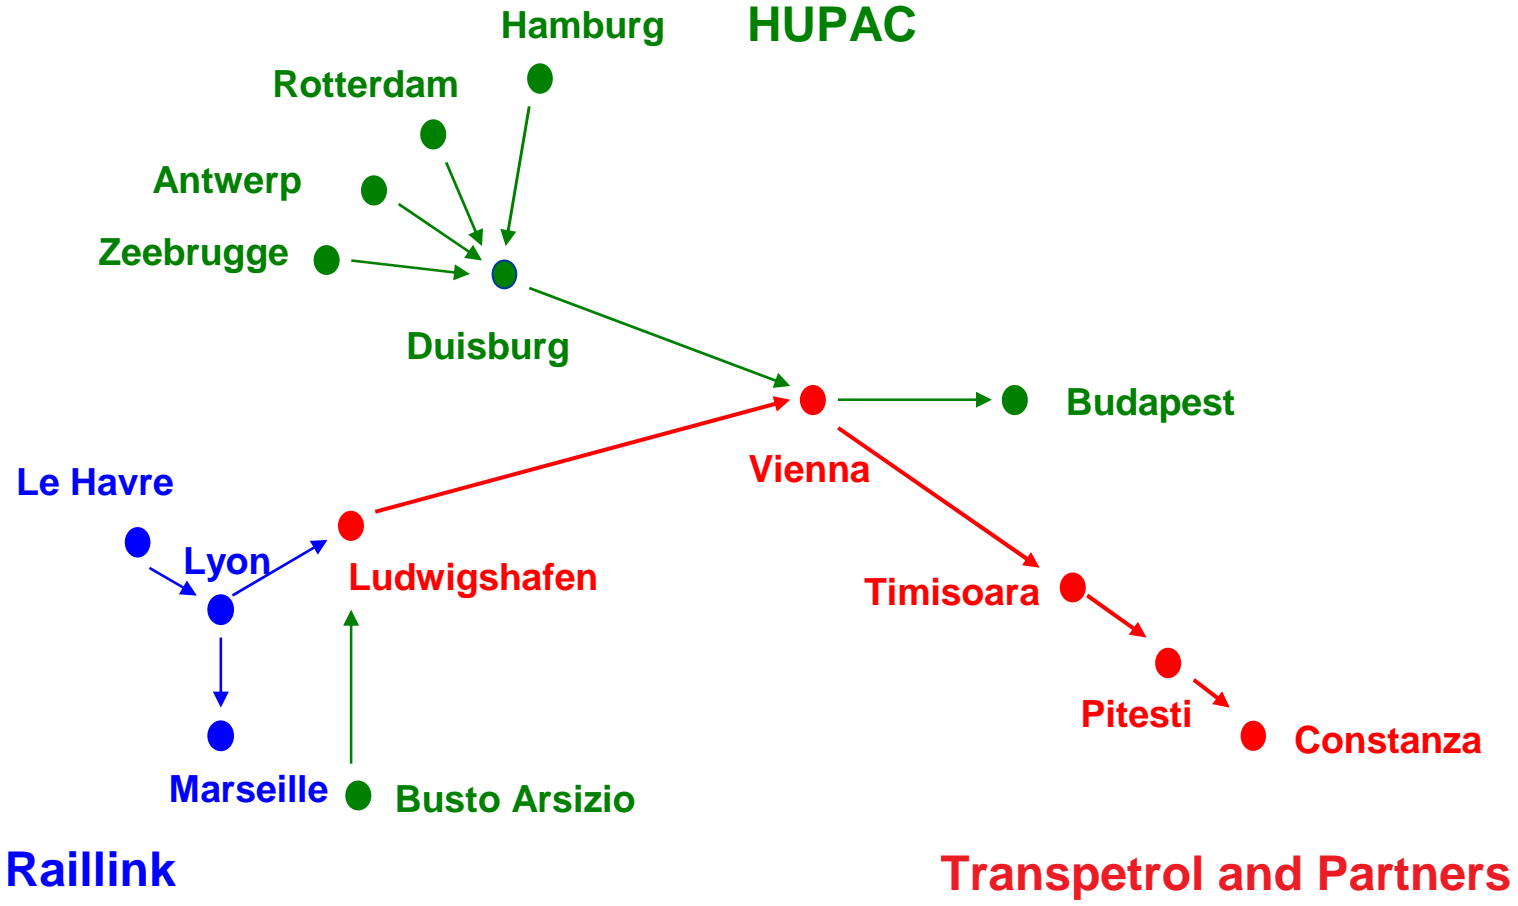 Hamburg
HUPAC
Rotterdam
Antwerp
Zeebrugge
Duisburg
Budapest
Vienna
Le Havre
Lyon
Ludwigshafen
Timisoara
Pitesti
Constanza
Marseille
Busto Arsizio
Raillink
Transpetrol and Partners